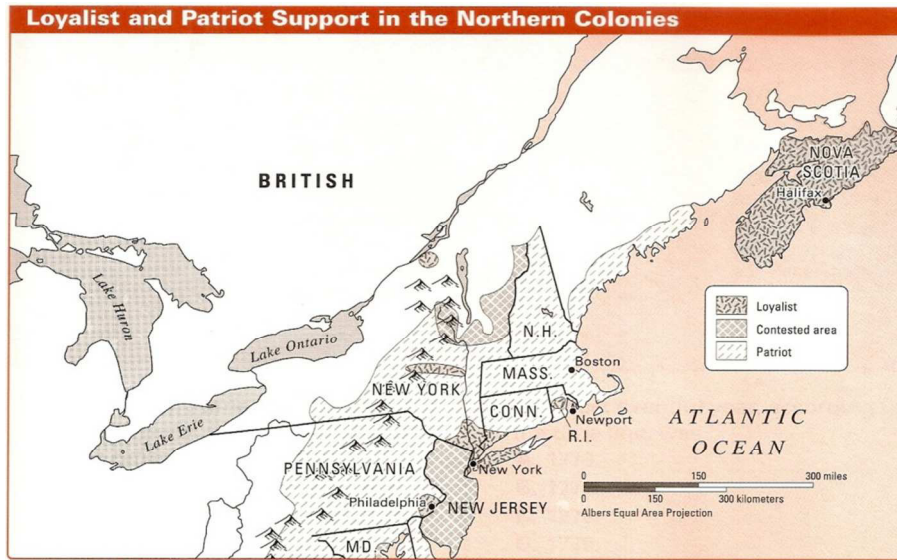 Loyalist and Patriot Support in the Northern Colonies
BRITISH
NOVA
SCOTIA
Halifax
Lake Huron
Lake Ontario
Lake Erie
Loyalist
Contested area
Patriot
N.H.
MASS.
Boston
NEW YORK
CONN.
Newport
R.I.
ATLANTIC
OCEAN
PENNSYLVANIA
New York
Philadelphia
NEW JERSEY
MD.
0 150 300 miles
0 150 300 kilometers
Albers Equal Area Projection